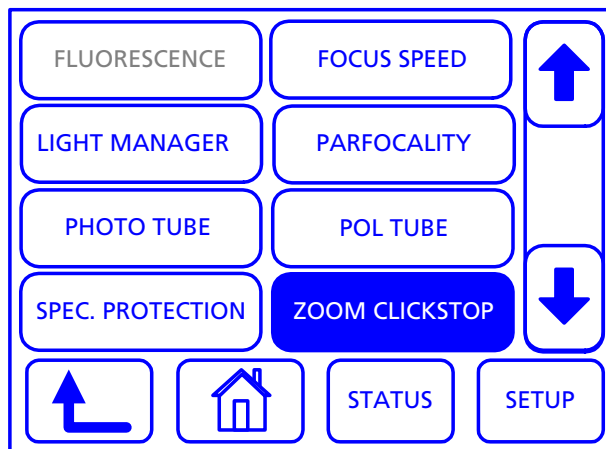 FLUORESCENCE
FOCUS SPEED
LIGHT MANAGER
PARFOCALITY
PHOTO TUBE
POL TUBE
SPEC. PROTECTION
ZOOM CLICKSTOP
STATUS
SETUP